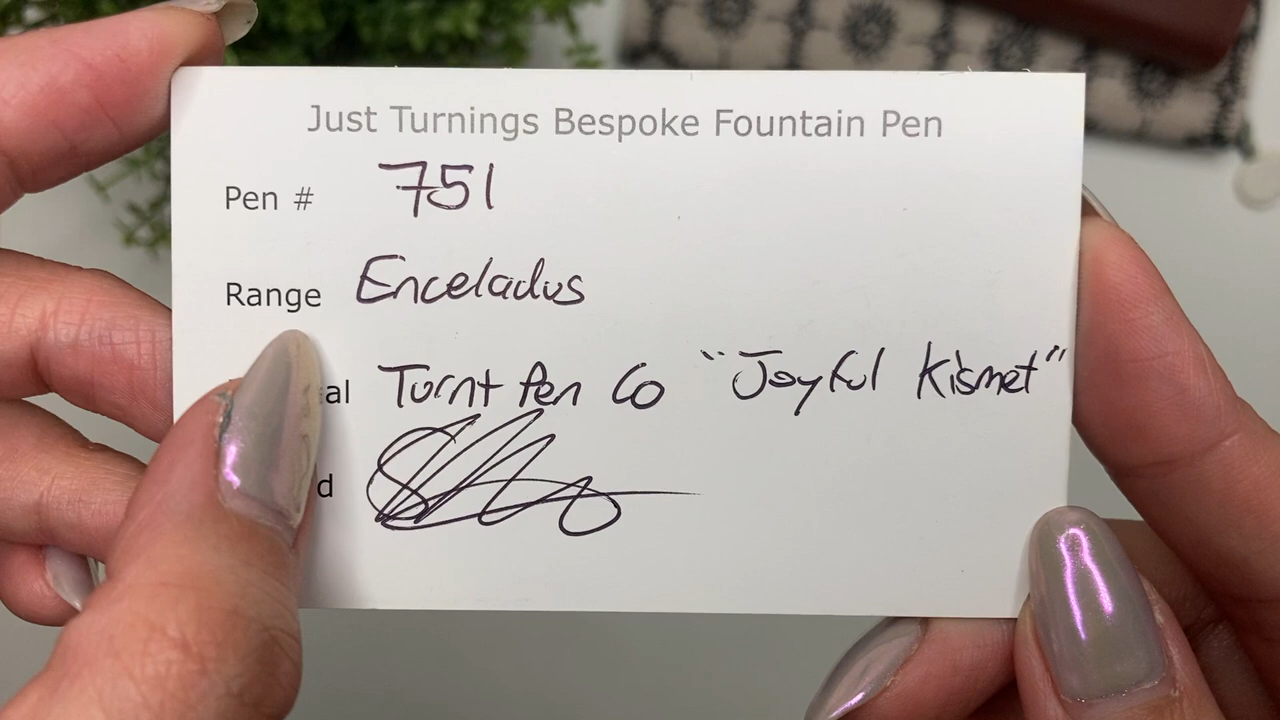 Just Turnings Bespoke Fountain Pen
Pen # 751
Range Enceladus
al Turnt Pen Co "Joyful Kismet"
d